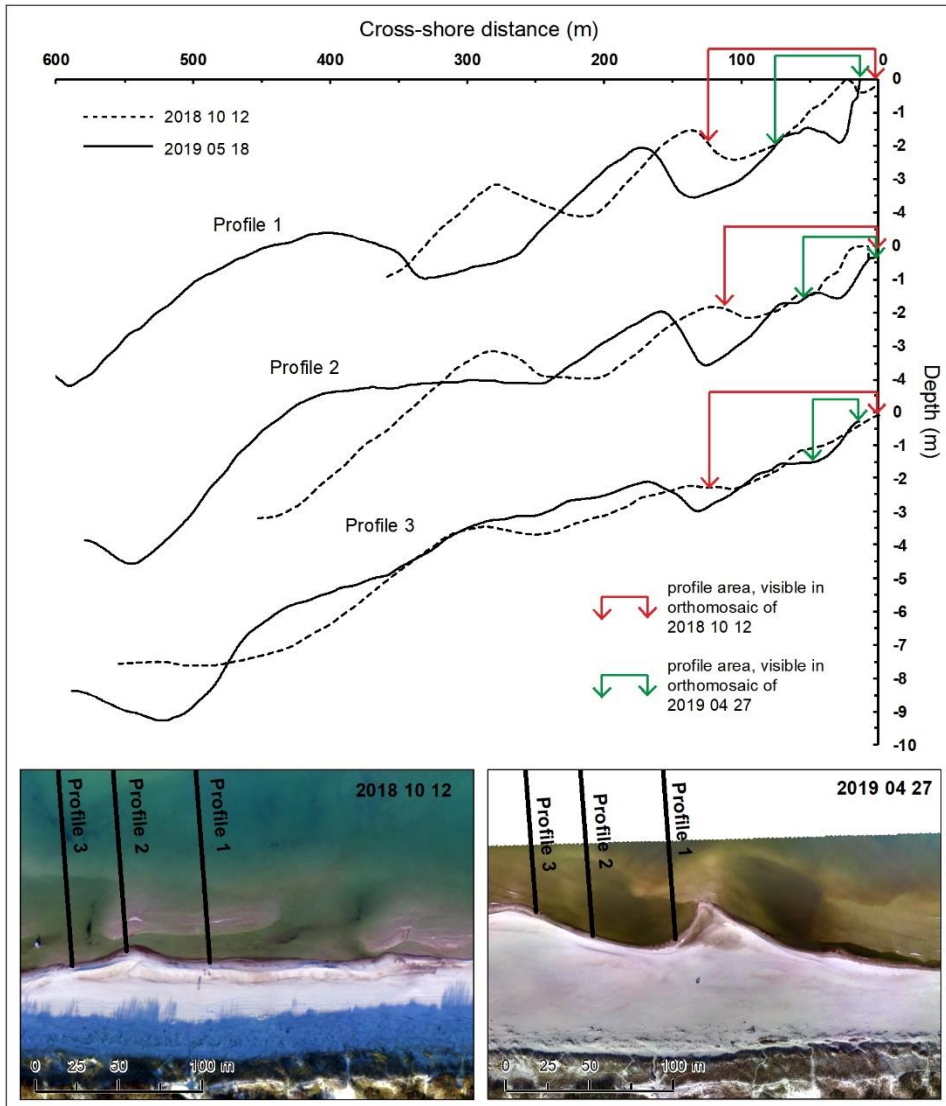 Cross-shore distance (m)
600 500 400 300 200 100 0
2018 10 12
2019 05 18
0
-1
-2
-3
-4
Profile 1
0
-1
-2
-3
-4
Profile 2
0
-1
-2
-3
-4
-5
-6
-7
-8
-9
-10
Profile 3
Depth (m)
profile area, visible in
orthomosaic of
2018 10 12
profile area, visible in
orthomosaic of
2019 04 27
2018 10 12
Profile 3
Profile 2
Profile 1
0 25 50 100 m
2019 04 27
Profile 3
Profile 2
Profile 1
0 25 50 100 m